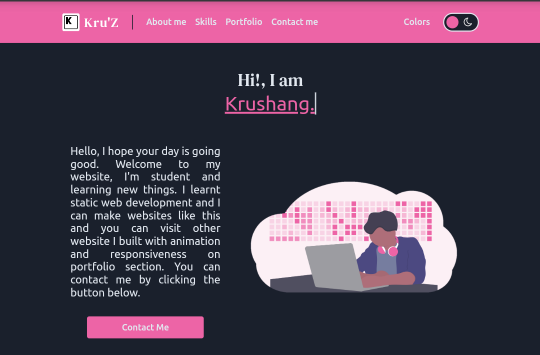 K Kru'Z About me Skills Portfolio Contact me Colors
Hi!, I am
Krushang.
Hello, I hope your day is going
good. Welcome to my
website, I'm student and
learning new things. I learnt
static web development and I
can make websites like this
and you can visit other
website I built with animation
and responsiveness on
portfolio section. You can
contact me by clicking the
button below.
Contact Me